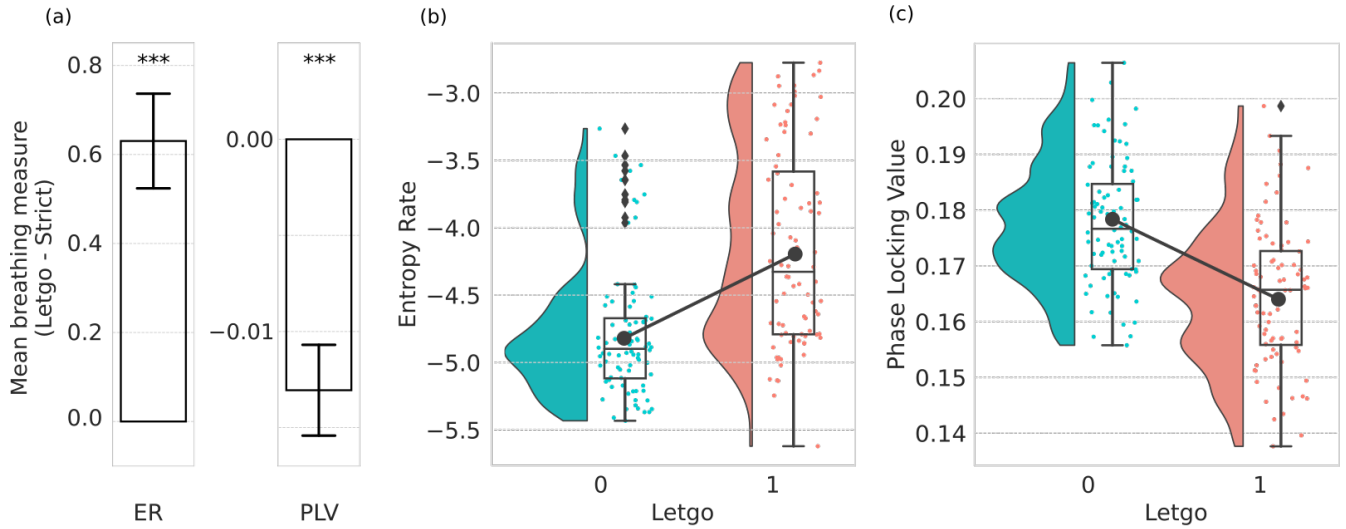 (a)
Mean breathing measure
(Letgo - Strict)
0.8
0.6
0.4
0.2
0.0
***
ER
0.00
−0.01
***
PLV
(b)
Entropy Rate
−3.0
−3.5
−4.0
−4.5
−5.0
−5.5
0
1
Letgo
(c)
Phase Locking Value
0.20
0.19
0.18
0.17
0.16
0.15
0.14
0
1
Letgo